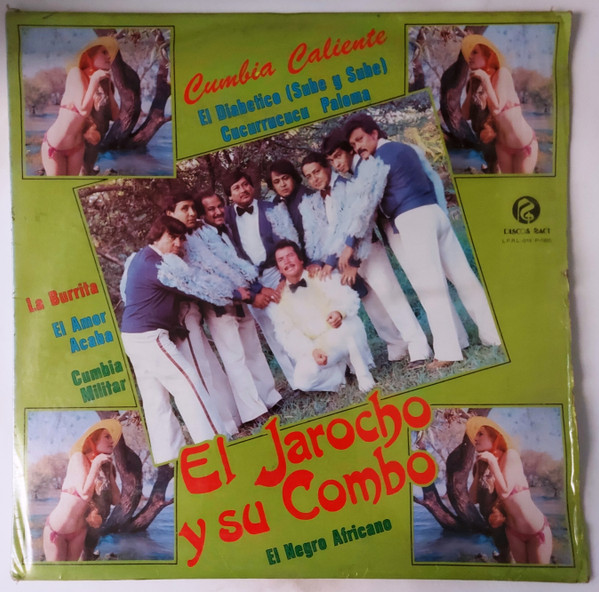 Cumbia Caliente
El Diabetico (Sube y Sube)
Cucurrucucu Paloma
DISCOS RACI
La Burrita
El Amor
Acaba
Cumbia
Militar
El Jarocho
y su Combo
El Negro Africano